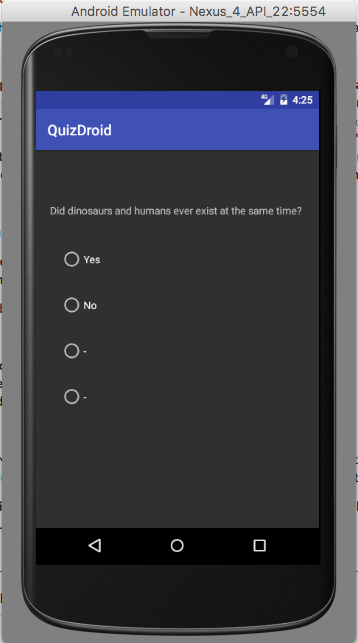 Android Emulator - Nexus_4_API_22:5554
4G 4:25
QuizDroid
Did dinosaurs and humans ever exist at the same time?
Yes
No
-
-